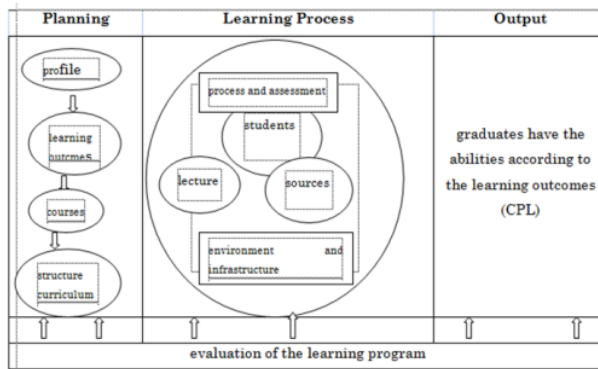 Planning
Learning Process
Output
profile
learning
outcmes
courses
structure
curriculum
process and assessment
students
lecture
sources
environment and
infrastructure
graduates have the
abilities according to
the learning outcomes
(CPL)
evaluation of the learning program